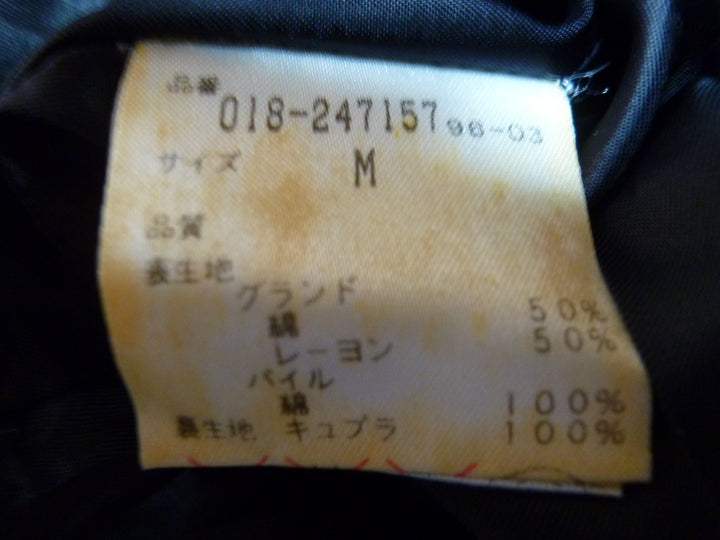 品番
018-247157 96-03
サイズ M
品質
表生地
グランド
綿 50%
レーヨン 50%
パイル
綿 100%
裏生地 キュプラ 100%